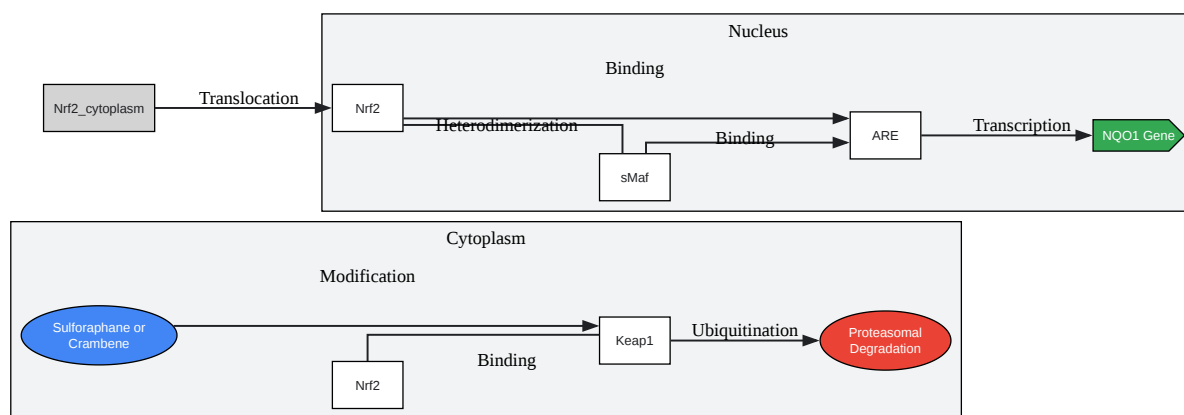 Nucleus
Binding
Nrf2_cytoplasm
Translocation
Nrf2
Heterodimerization
Binding
ARE
Transcription
NQO1 Gene
sMaf
Cytoplasm
Modification
Sulforaphane or
Crambene
Keap1
Ubiquitination
Proteasomal
Degradation
Binding
Nrf2